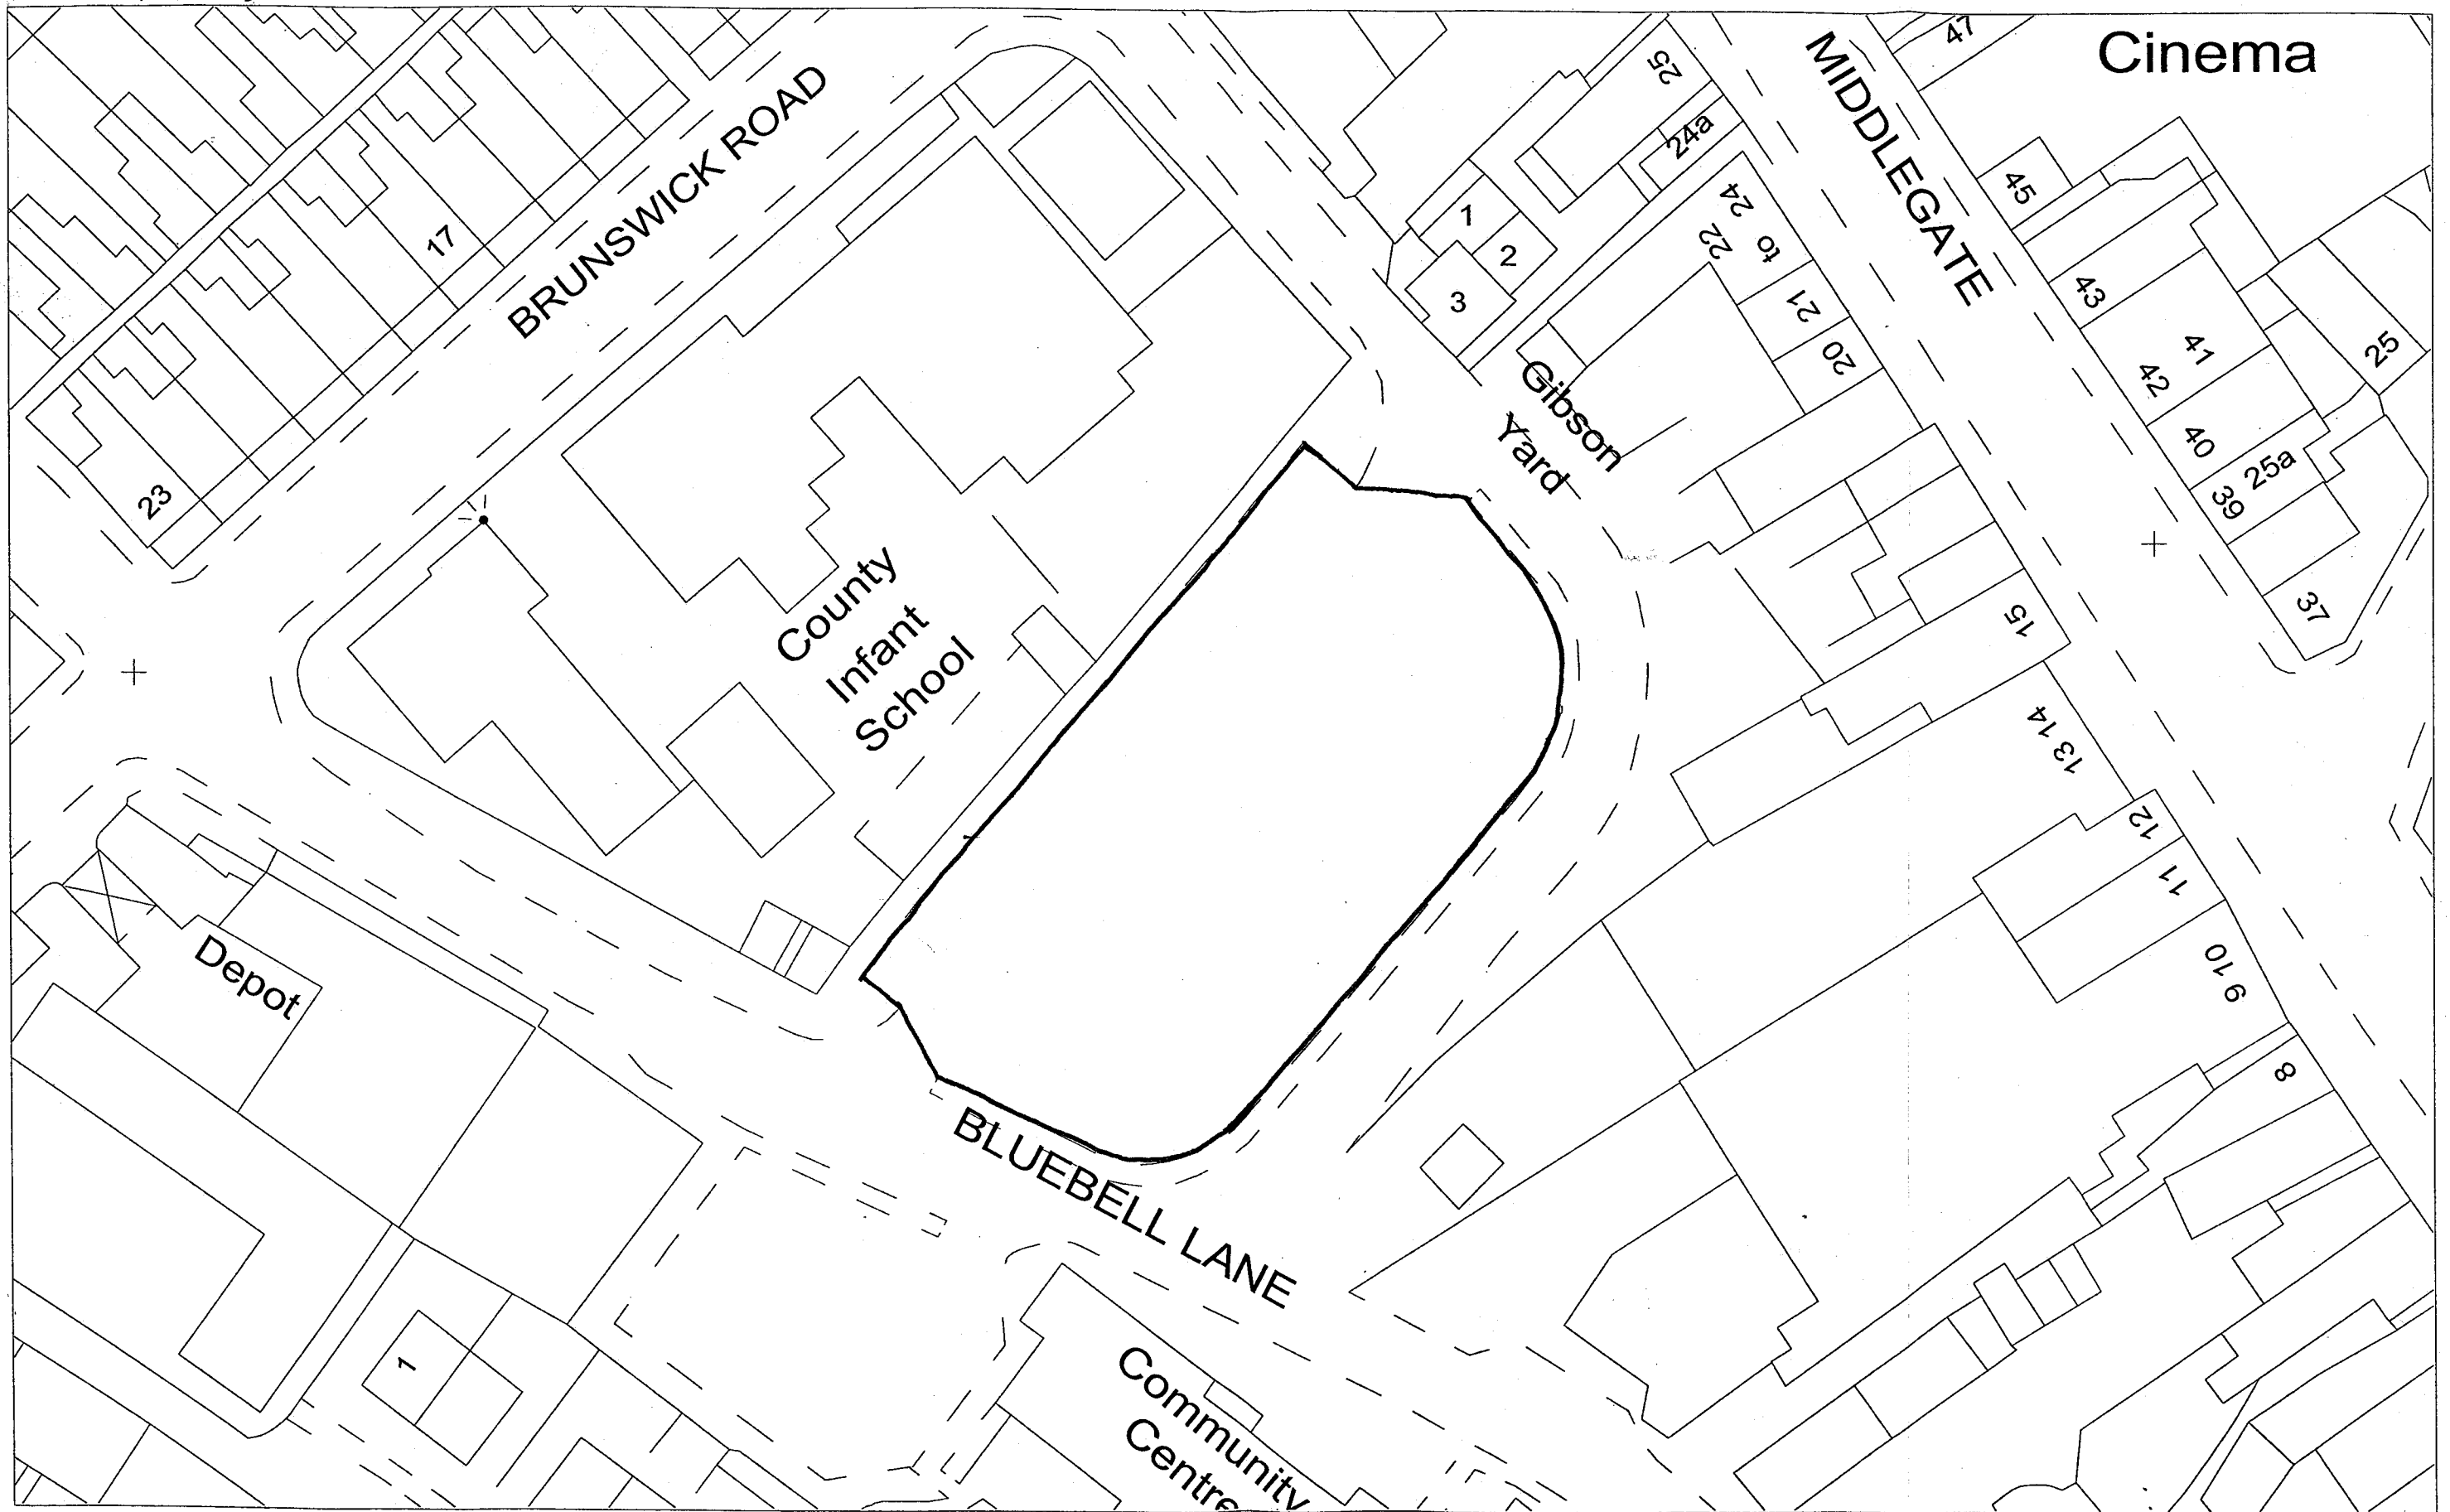 47
Cinema
MIDDLEGATE
25
24a
BRUNSWICK ROAD
17
1
2
3
22
to
24
21
20
45
43
41
42
40
25a
39
37
25
Gibson
Yard
23
County
Infant
School
15
14
13
12
11
10
9
8
Depot
BLUEBELL LANE
1
Community
Centre